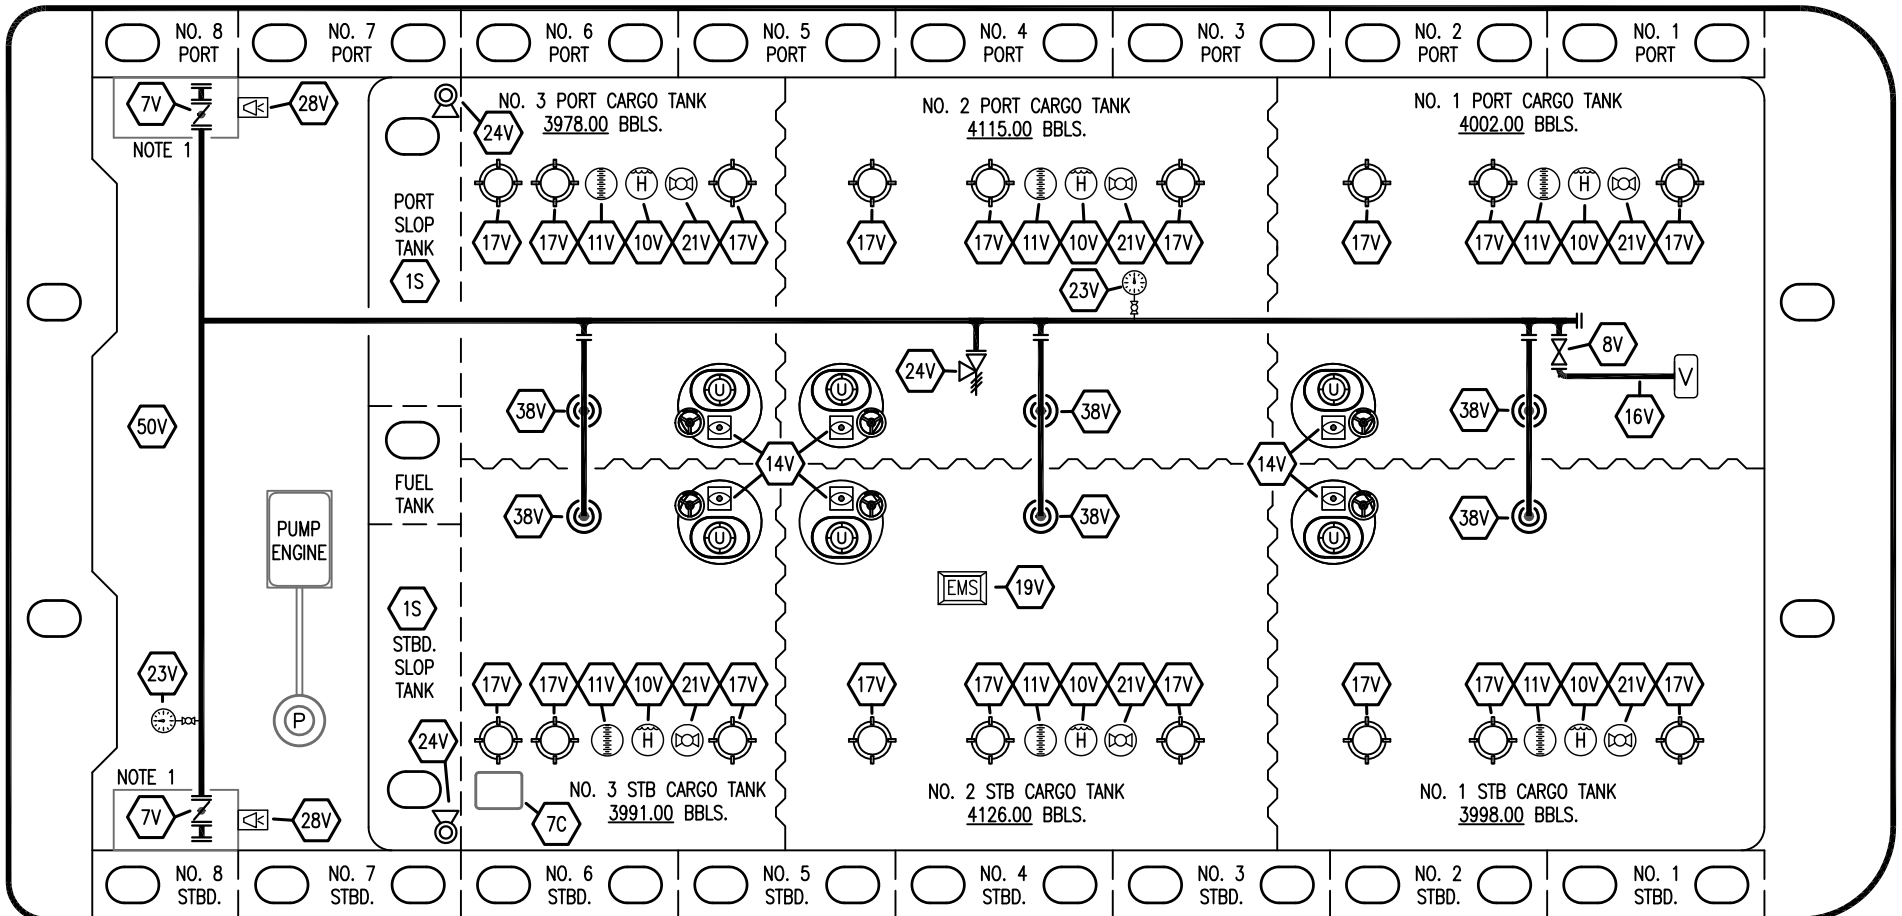 NO. 8 PORT
NO. 7 PORT
NO. 6 PORT
NO. 5 PORT
NO. 4 PORT
NO. 3 PORT
NO. 2 PORT
NO. 1 PORT
7V
28V
NOTE 1
24V
NO. 3 PORT CARGO TANK
3978.00 BBLS.
NO. 2 PORT CARGO TANK
4115.00 BBLS.
NO. 1 PORT CARGO TANK
4002.00 BBLS.
H
H
H
PORT
SLOP
TANK
1S
17V 17V 11V 10V 21V 17V
17V 17V 11V 10V 21V 17V
17V 17V 11V 10V 21V 17V
23V
24V
8V
V
16V
U
U
U
50V
38V
38V
38V
14V
14V
FUEL
TANK
38V
38V
38V
U
U
U
PUMP
ENGINE
EMS
19V
1S
STBD.
SLOP
TANK
23V
P
24V
17V 17V 11V 10V 21V 17V
17V 17V 11V 10V 21V 17V
17V 17V 11V 10V 21V 17V
H
H
H
NOTE 1
7V
28V
7C
NO. 3 STB CARGO TANK
3991.00 BBLS.
NO. 2 STB CARGO TANK
4126.00 BBLS.
NO. 1 STB CARGO TANK
3998.00 BBLS.
NO. 8 STBD.
NO. 7 STBD.
NO. 6 STBD.
NO. 5 STBD.
NO. 4 STBD.
NO. 3 STBD.
NO. 2 STBD.
NO. 1 STBD.